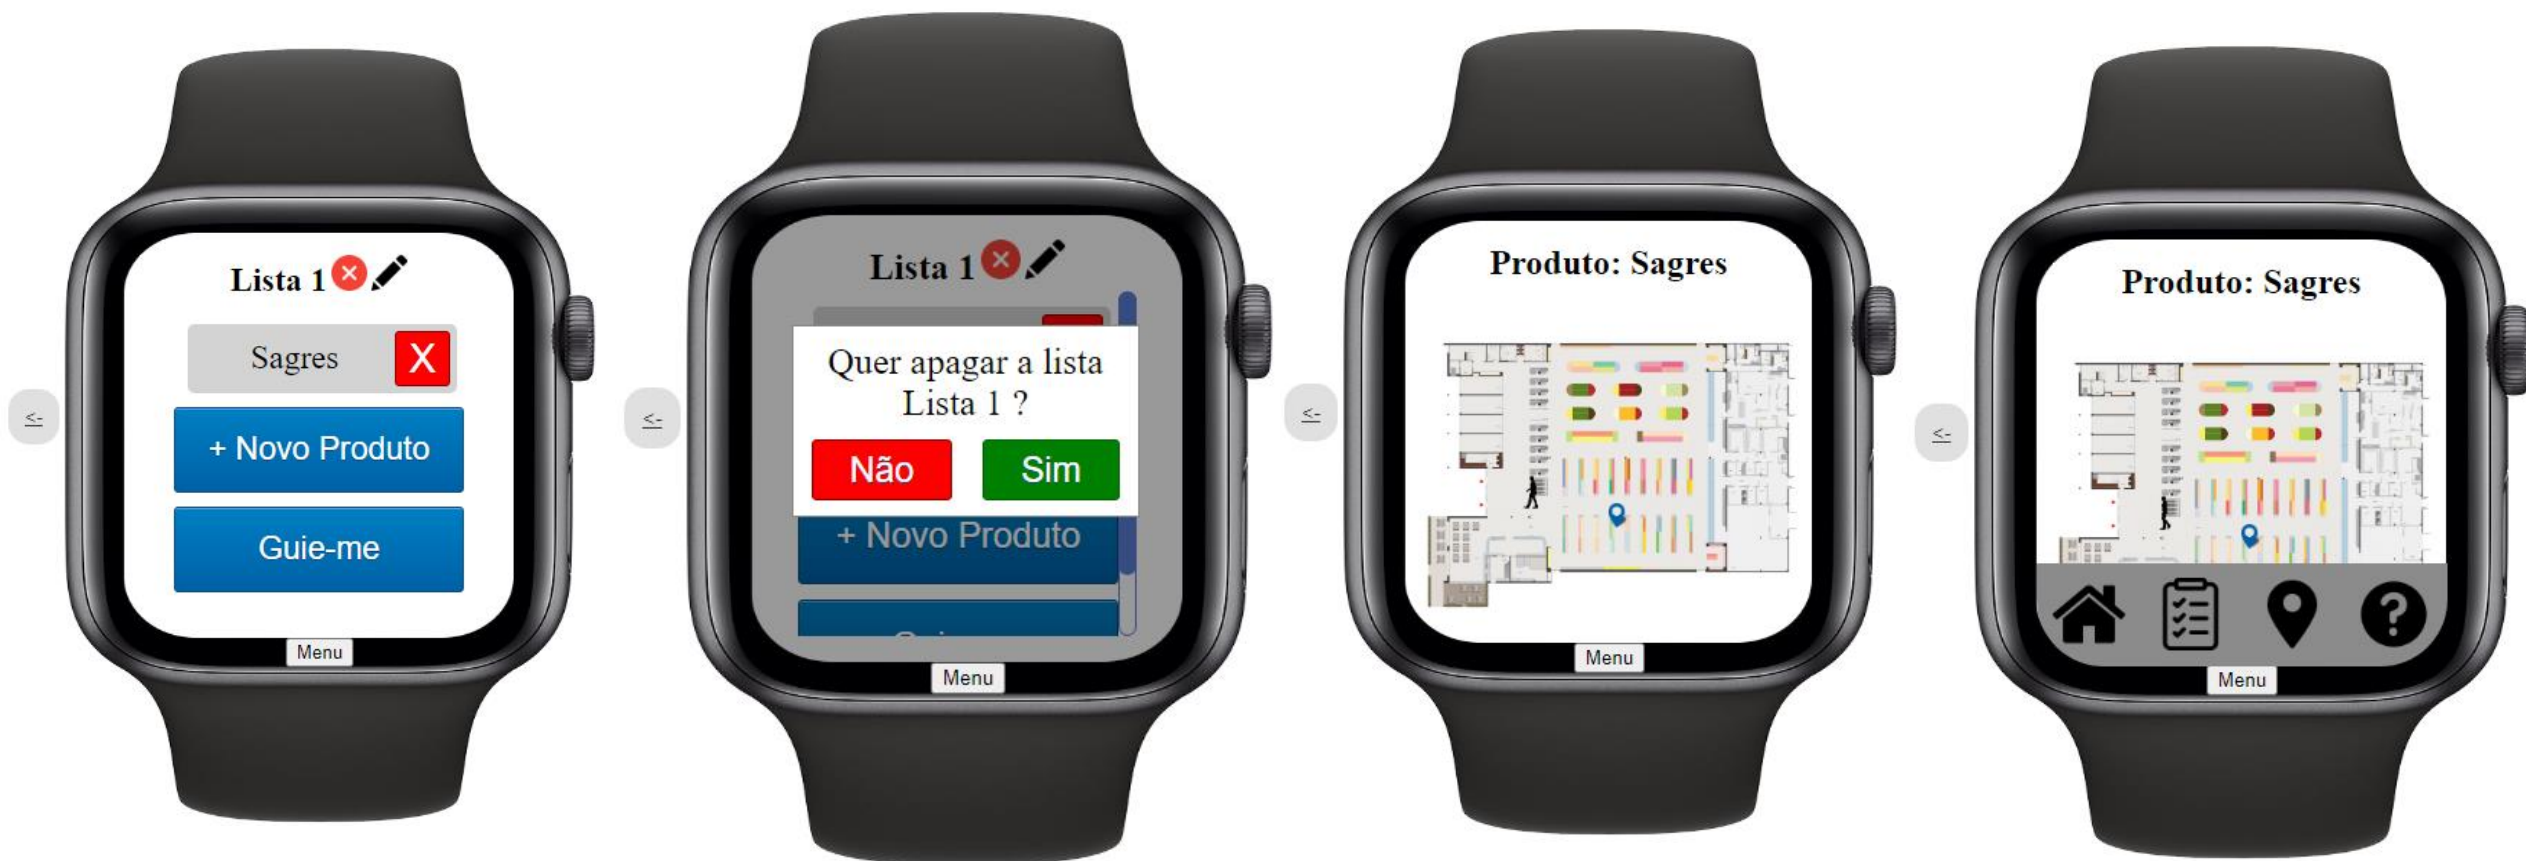 Lista 1
Sagres X
+ Novo Produto
Guie-me
Menu
<-
Lista 1
Quer apagar a lista
Lista 1 ?
Não Sim
+ Novo Produto
Menu
<-
Produto: Sagres
Menu
<-
Produto: Sagres
?
Menu
<-